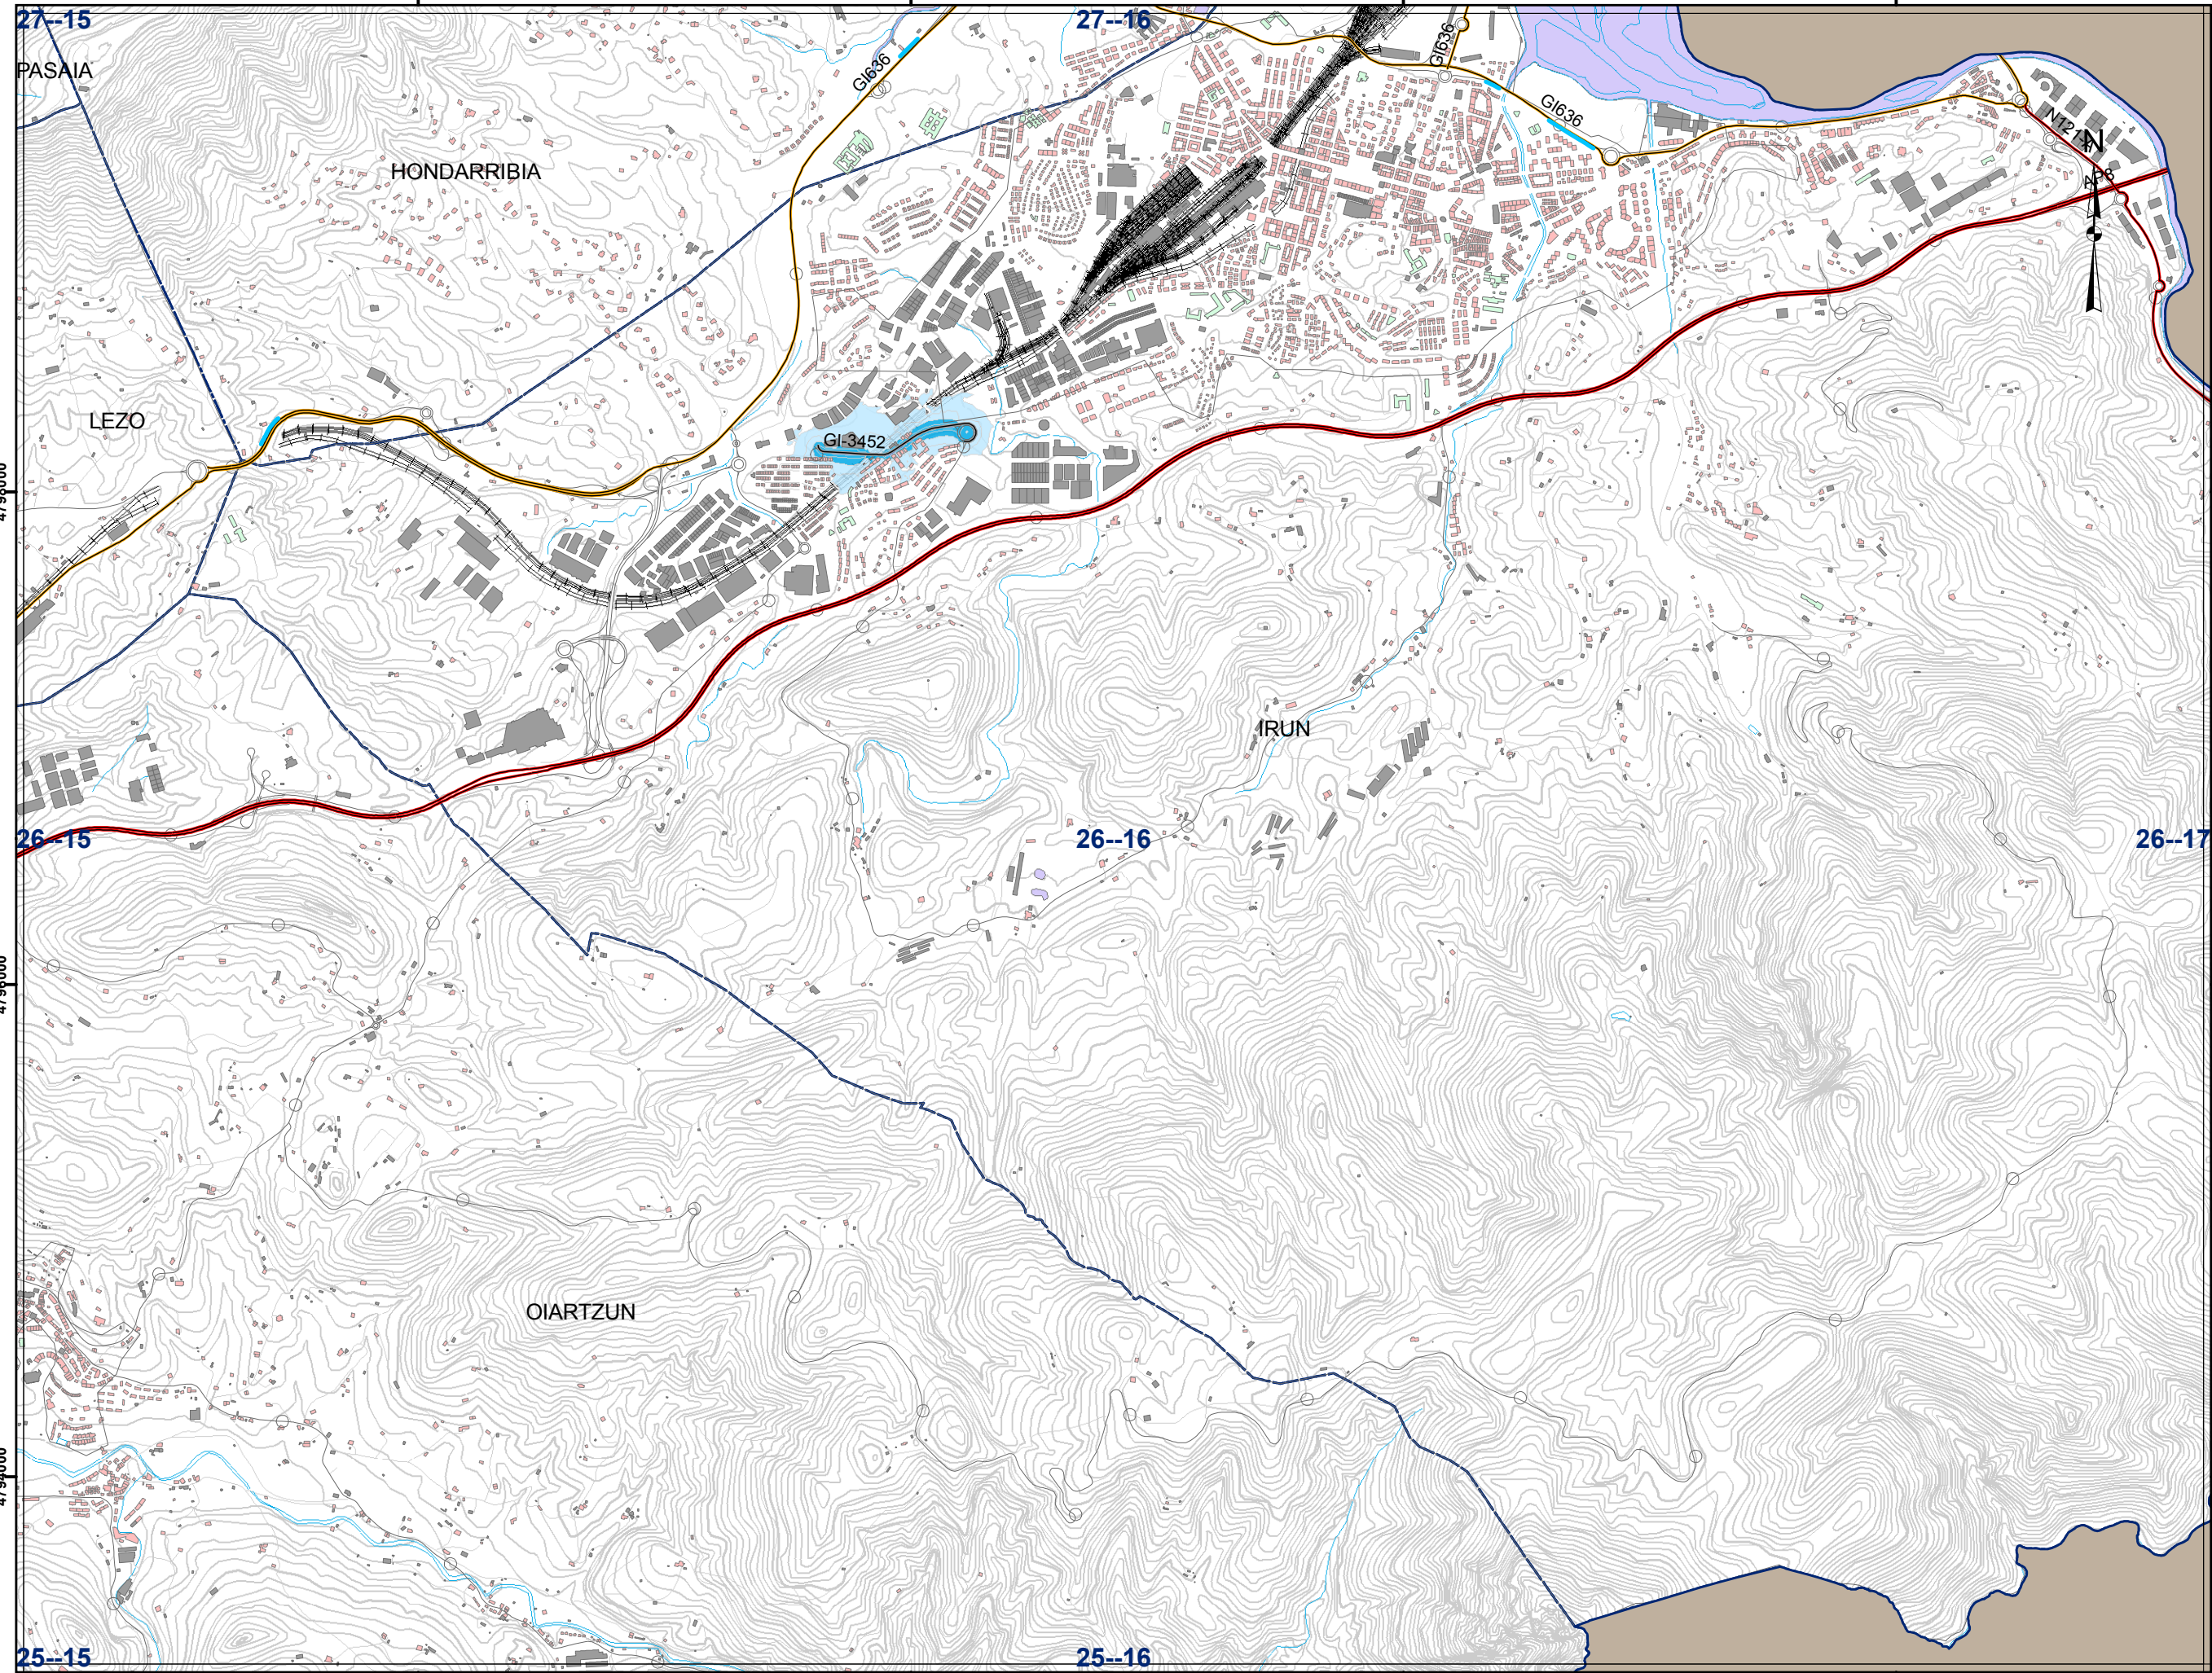 27--15
27--16
PASAIA
GI636
GI636
GI636
N121
N
AP8
HONDARRIBIA
LEZO
GI-3452
IRUN
26--15
26--16
26--17
OIARTZUN
25--15
25--16